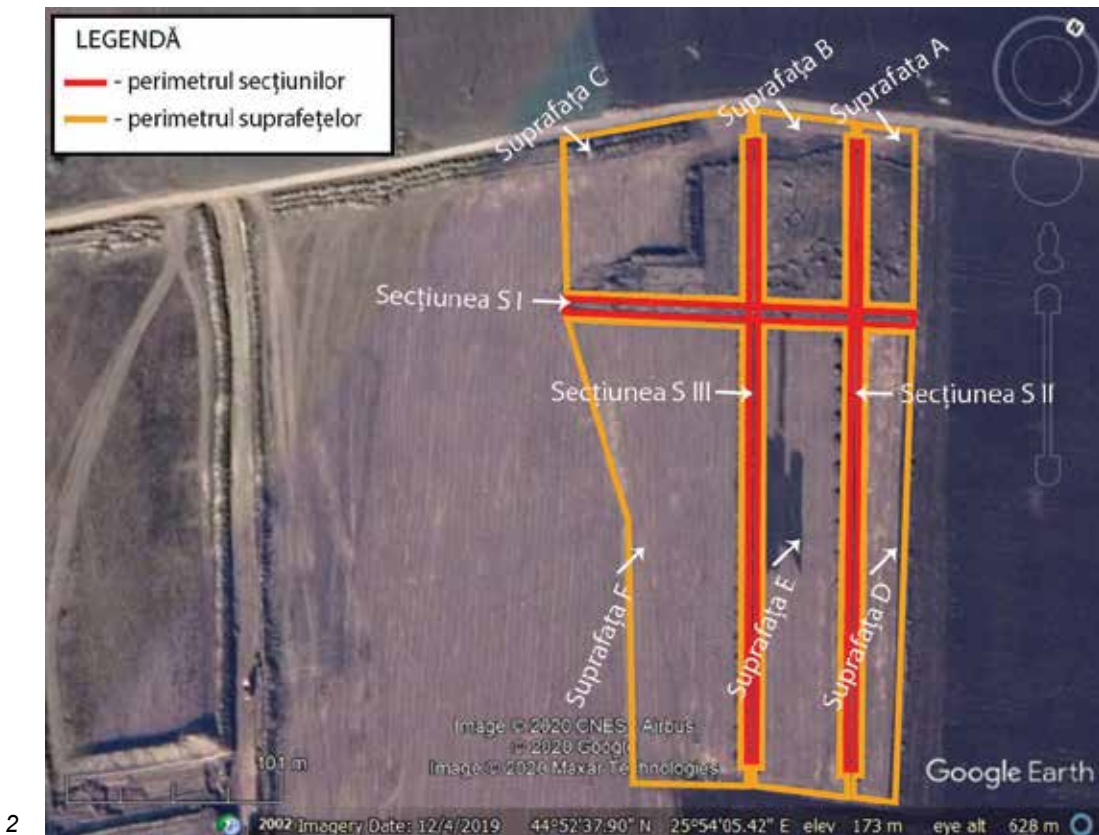 LEGENDĂ
- perimetrul secțiunilor
- perimetrul suprafețelor
Suprafața C
Suprafața B
Suprafața A
N
Secțiunea S I
Secțiunea S III
Secțiunea S II
Suprafața F
Suprafața E
Suprafața D
Image © 2020 CNES / Airbus
© 2020 Google
Image © 2020 Maxar Technologies
101 m
Google Earth
2002 Imagery Date: 12/4/2019 44°52'37.90" N 25°54'05.42" E elev 173 m eye alt 628 m
2